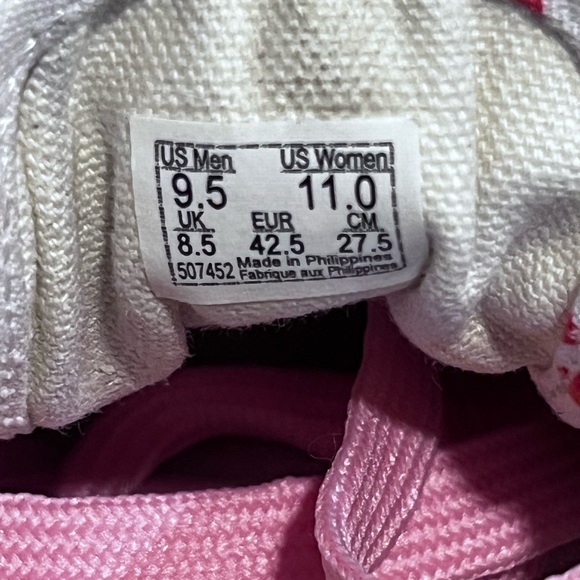 US Men US Women
9.5 11.0
UK EUR CM
8.5 42.5 27.5
507452 Made in Philippines
Fabrique aux Philippines